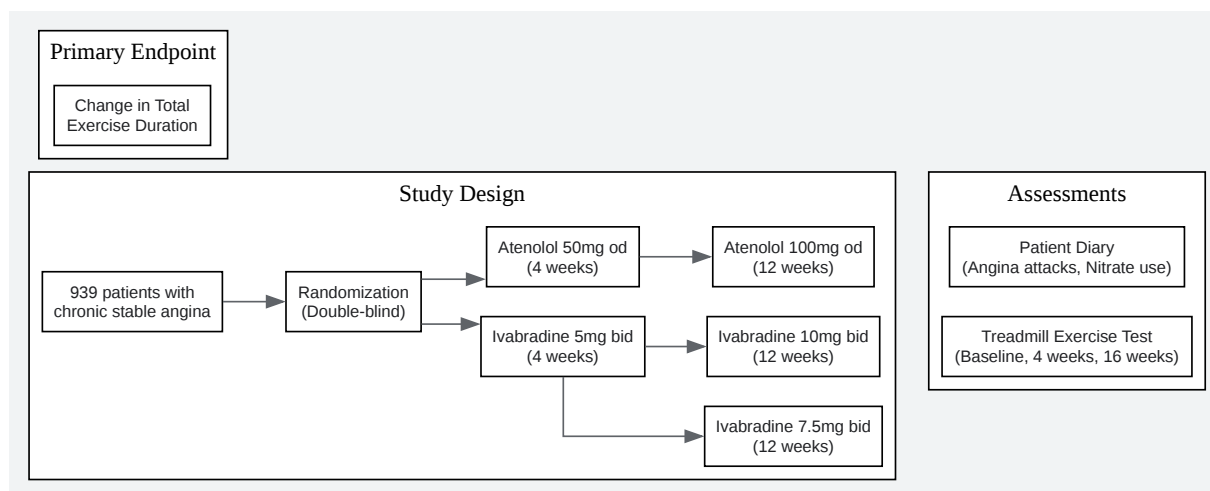 Primary Endpoint
Change in Total
Exercise Duration
Study Design
939 patients with
chronic stable angina
Randomization
(Double-blind)
Atenolol 50mg od
(4 weeks)
Atenolol 100mg od
(12 weeks)
Ivabradine 5mg bid
(4 weeks)
Ivabradine 10mg bid
(12 weeks)
Ivabradine 7.5mg bid
(12 weeks)
Assessments
Patient Diary
(Angina attacks, Nitrate use)
Treadmill Exercise Test
(Baseline, 4 weeks, 16 weeks)